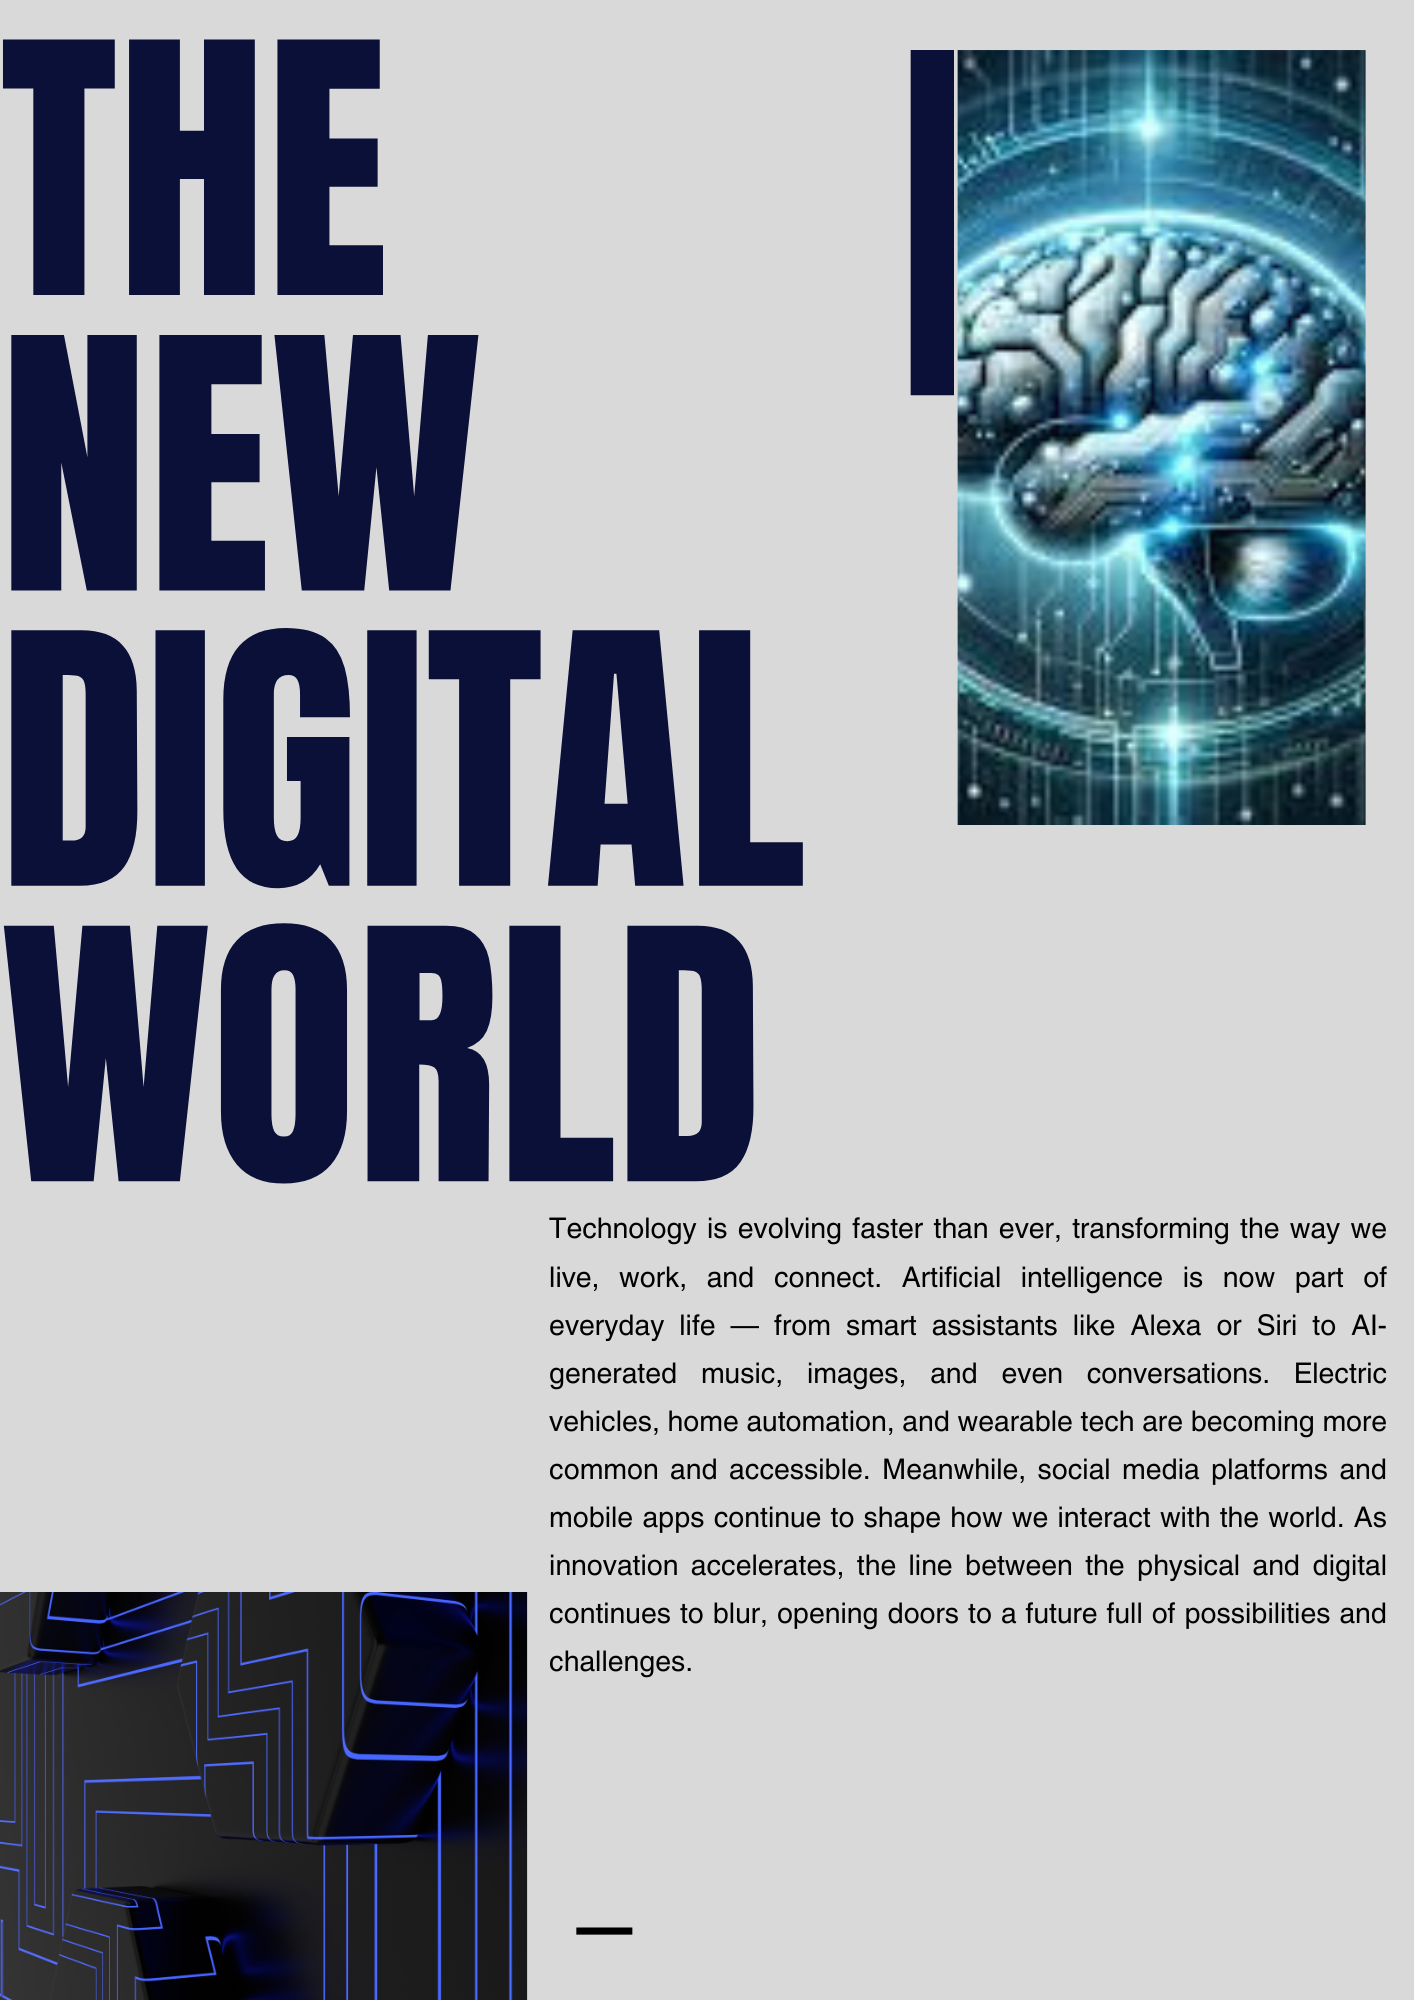 THE
NEW
DIGITAL
WORLD
Technology is evolving faster than ever, transforming the way we
live, work, and connect. Artificial intelligence is now part of
everyday life — from smart assistants like Alexa or Siri to AI-
generated music, images, and even conversations. Electric
vehicles, home automation, and wearable tech are becoming more
common and accessible. Meanwhile, social media platforms and
mobile apps continue to shape how we interact with the world. As
innovation accelerates, the line between the physical and digital
continues to blur, opening doors to a future full of possibilities and
challenges.